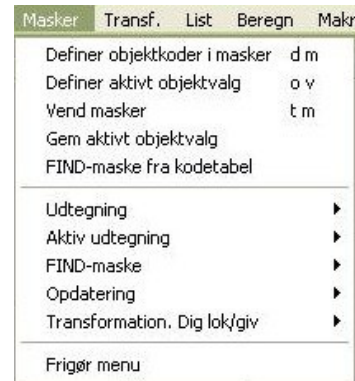 Masker Transf. List Beregn Makr
Definer objektkoder i masker d m
Definer aktivt objektvalg o v
Vend masker t m
Gem aktivt objektvalg
FIND-maske fra kodetabel
Udtegning
Aktiv udtegning
FIND-maske
Opdatering
Transformation. Dig lok/giv
Frigør menu